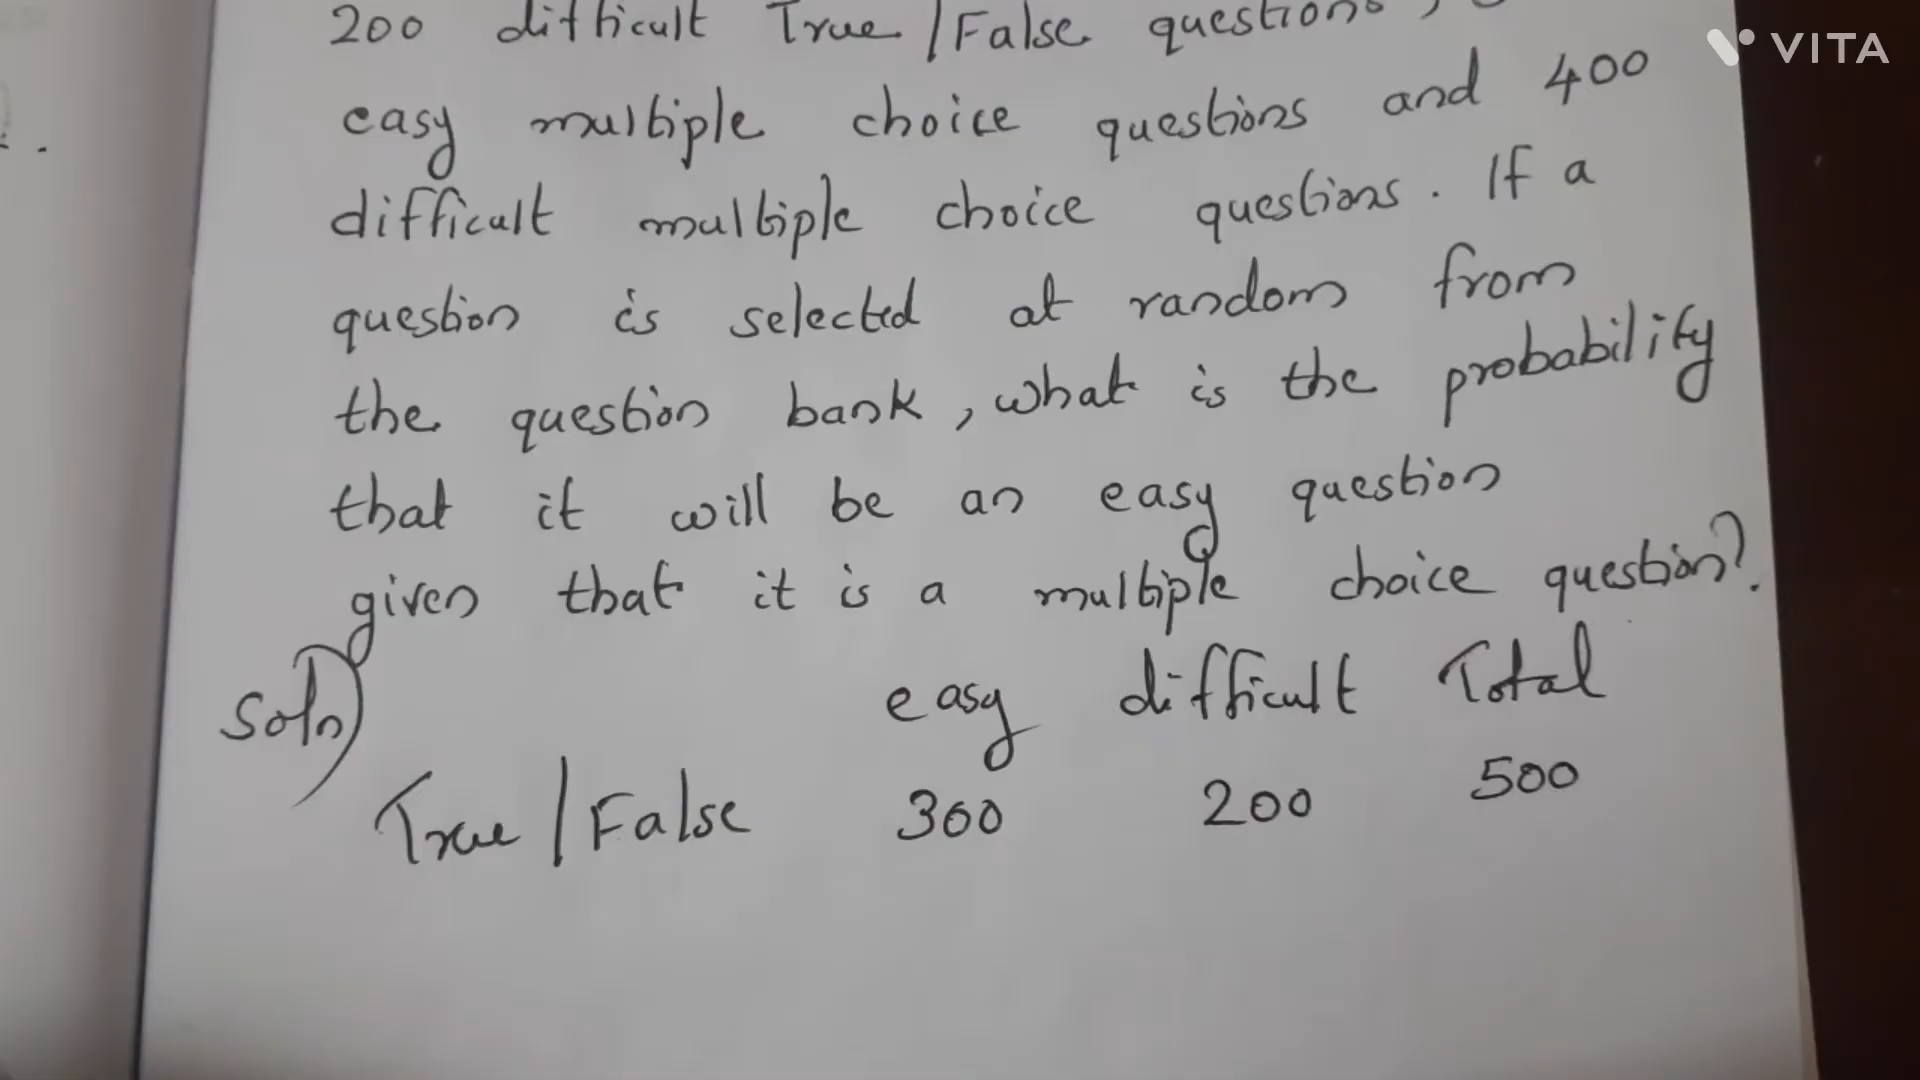 200 difficult True/False questions,
VITA
easy multiple choice questions and 400
difficult multiple choice questions. If a
question is selected at random from
the question bank, what is the probability
that it will be an easy question
given that it is a multiple choice question?
Soln)
easy difficult Total
True/False 300 200 500